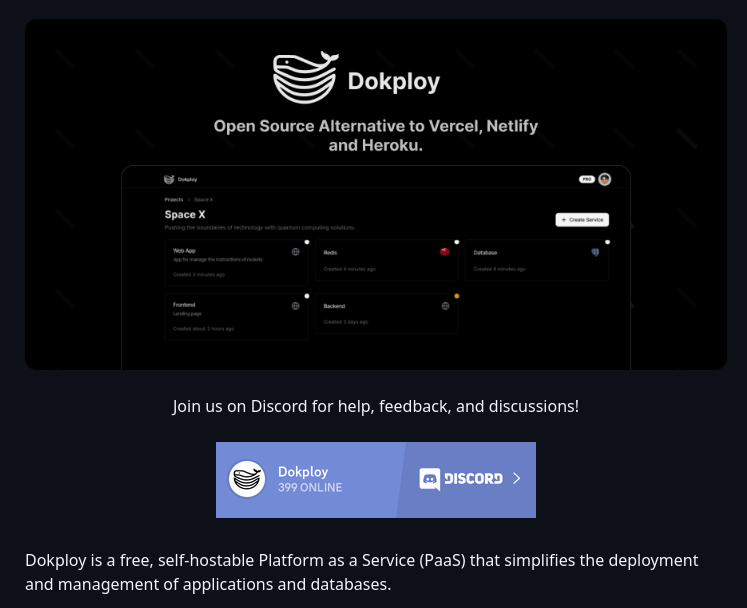 Dokploy
Open Source Alternative to Vercel, Netlify
and Heroku.
Dokploy
PRO
Projects / Space X
Space X
Pushing the boundaries of technology with quantum computing solutions.
+ Create Service
Web App
App for manage the instructions of rockets
Created 3 minutes ago
Redis
Created 6 minutes ago
Database
Created 8 minutes ago
Frontend
Landing page
Created about 3 hours ago
Backend
Created 3 days ago
Join us on Discord for help, feedback, and discussions!
Dokploy
399 ONLINE
DISCORD
Dokploy is a free, self-hostable Platform as a Service (PaaS) that simplifies the deployment
and management of applications and databases.